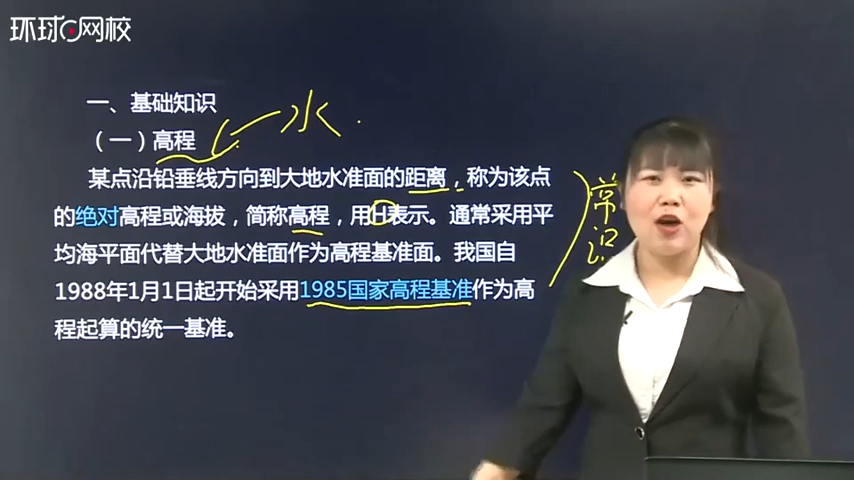 环球网校
一、基础知识
水
（一）高程
某点沿铅垂线方向到大地水准面的距离，称为该点
的绝对高程或海拔，简称高程，用H表示。通常采用平
均海平面代替大地水准面作为高程基准面。我国自
1988年1月1日起开始采用1985国家高程基准作为高
程起算的统一基准。
常识